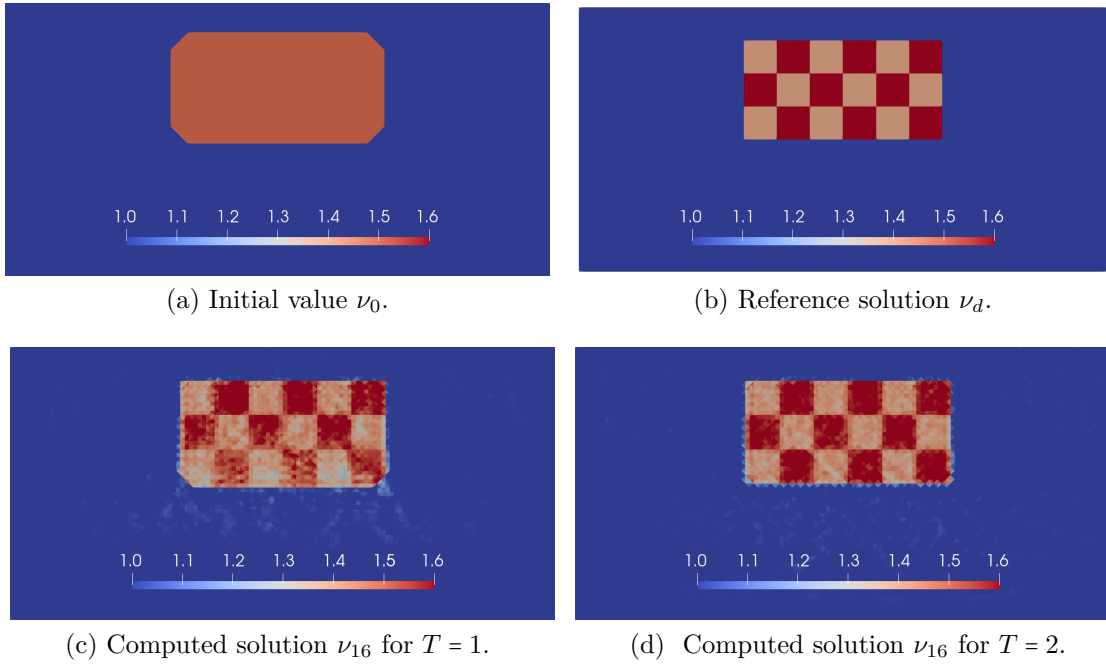 1.0 1.1 1.2 1.3 1.4 1.5 1.6
1.0 1.1 1.2 1.3 1.4 1.5 1.6
(a) Initial value ν₀.
(b) Reference solution ν_d.
1.0 1.1 1.2 1.3 1.4 1.5 1.6
1.0 1.1 1.2 1.3 1.4 1.5 1.6
(c) Computed solution ν₁₆ for T = 1.
(d) Computed solution ν₁₆ for T = 2.